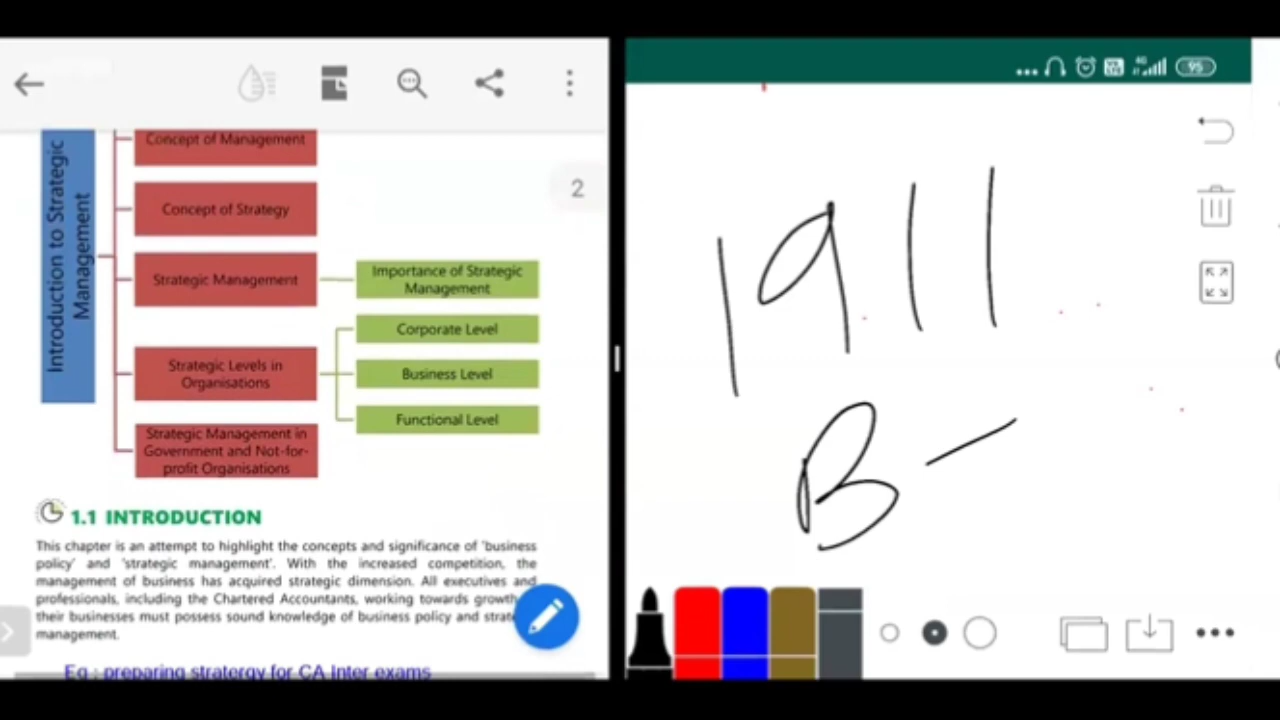 Introduction to Strategic
Management
Concept of Management
Concept of Strategy
Strategic Management
Importance of Strategic
Management
Strategic Levels in
Organisations
Corporate Level
Business Level
Functional Level
Strategic Management in
Government and Not-for-
profit Organisations
2
1.1 INTRODUCTION
This chapter is an attempt to highlight the concepts and significance of 'business
policy' and 'strategic management'. With the increased competition, the
management of business has acquired strategic dimension. All executives and
professionals, including the Chartered Accountants, working towards growth
their businesses must possess sound knowledge of business policy and
management.
Eg : preparing stratergy for CA Inter exams
4G
95
1911
B -